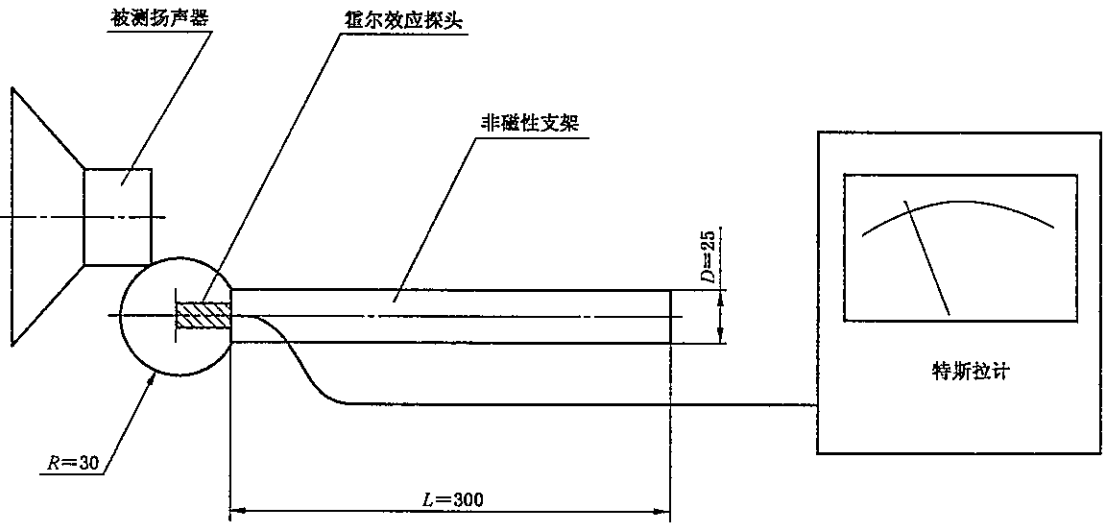 被测扬声器
霍尔效应探头
非磁性支架
D=25
特斯拉计
R=30
L=300